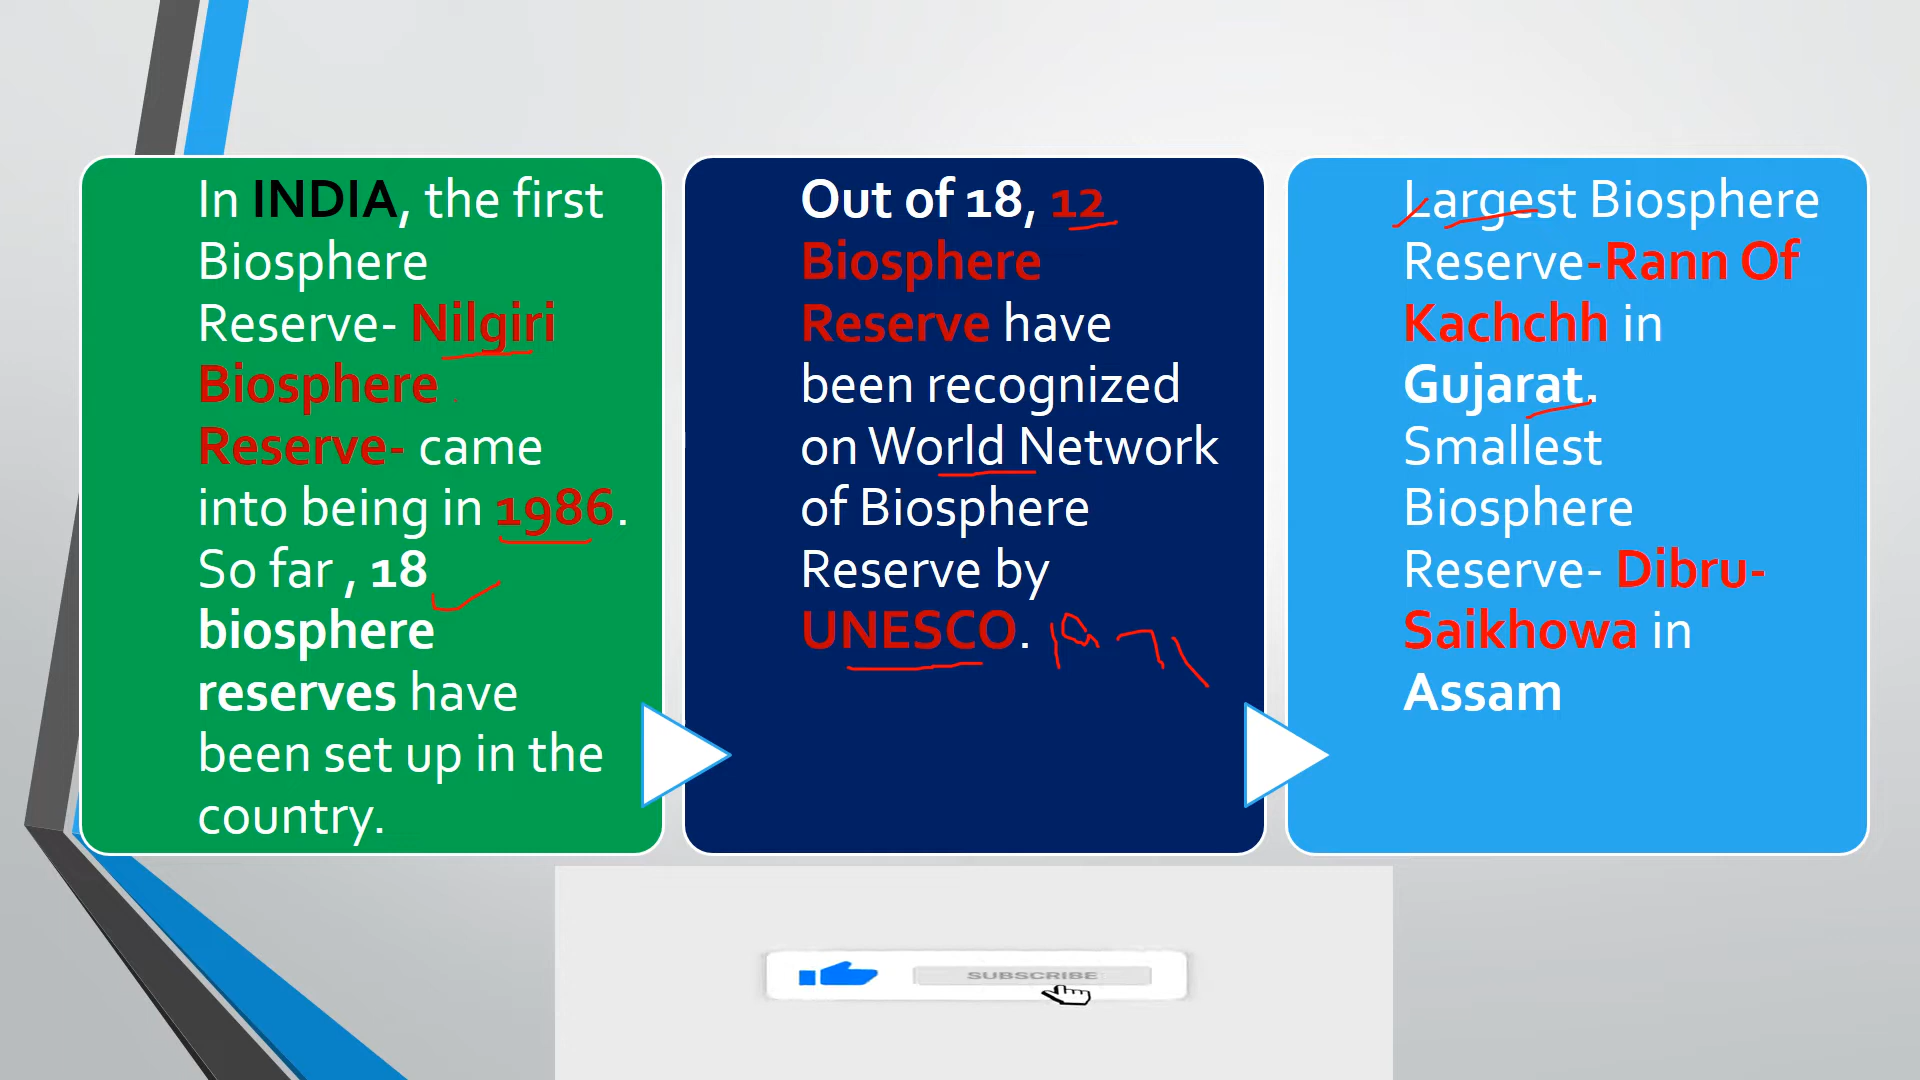 In INDIA, the first
Biosphere
Reserve- Nilgiri
Biosphere
Reserve- came
into being in 1986.
So far , 18
biosphere
reserves have
been set up in the
country.
Out of 18, 12
Biosphere
Reserve have
been recognized
on World Network
of Biosphere
Reserve by
UNESCO.
Largest Biosphere
Reserve-Rann Of
Kachchh in
Gujarat.
Smallest
Biosphere
Reserve- Dibru-
Saikhowa in
Assam
SUBSCRIBE